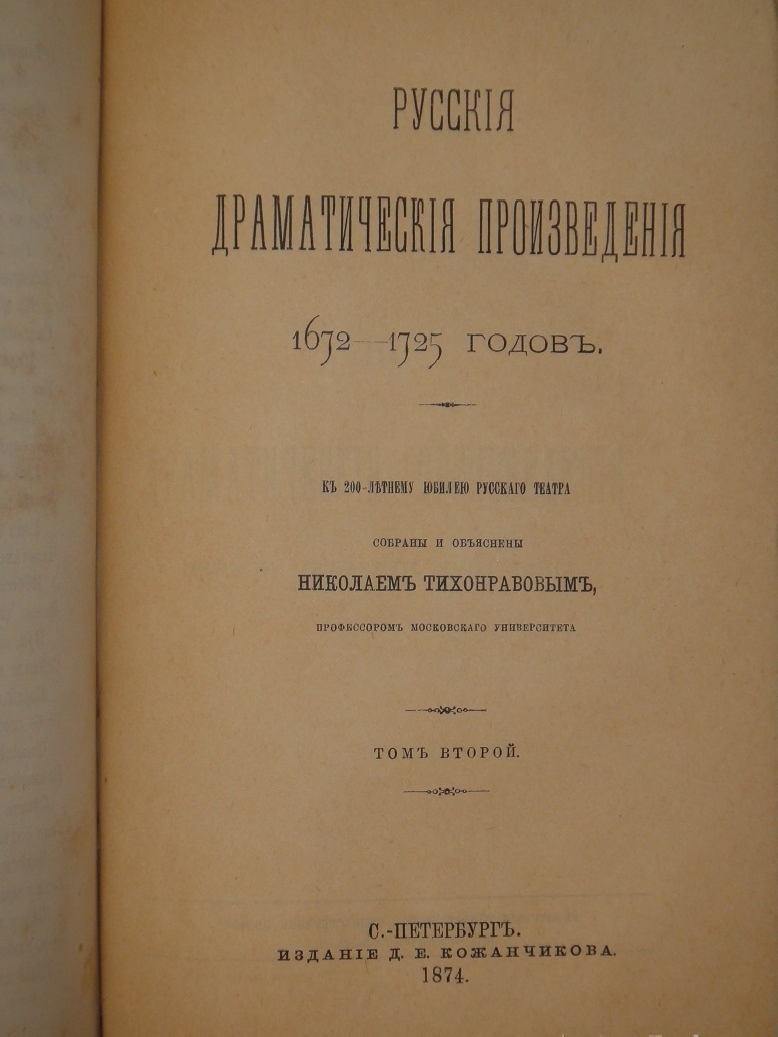 РУССКІЯ
ДРАМАТИЧЕСКІЯ ПРОИЗВЕДЕНІЯ
1672—1725 ГОДОВЪ.
КЪ 200-ЛѢТНЕМУ ЮБИЛЕЮ РУССКАГО ТЕАТРА
СОБРАНЫ И ОБЪЯСНЕНЫ
НИКОЛАЕМЪ ТИХОНРАВОВЫМЪ,
ПРОФЕССОРОМЪ МОСКОВСКАГО УНИВЕРСИТЕТА
ТОМЪ ВТОРОЙ.
С.-ПЕТЕРБУРГЪ.
ИЗДАНІЕ Д. Е. КОЖАНЧИКОВА.
1874.